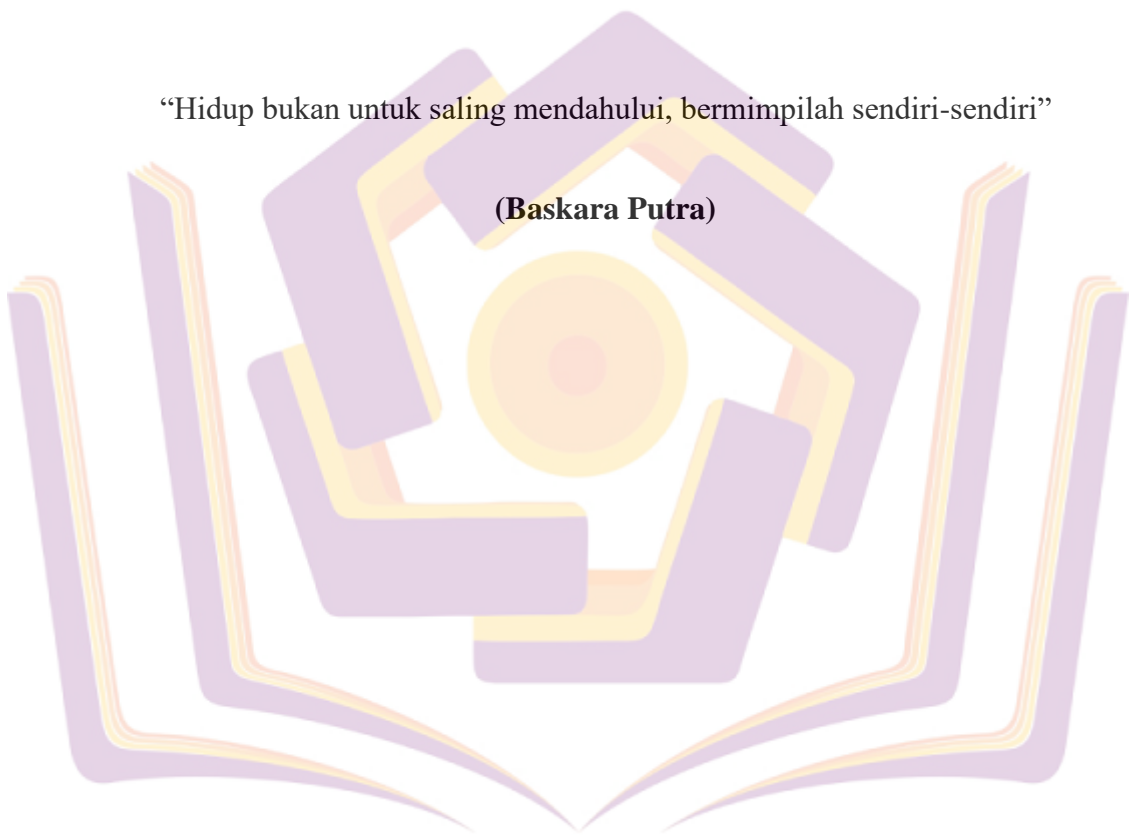 “Hidup bukan untuk saling mendahului, bermimpilah sendiri-sendiri”
(Baskara Putra)